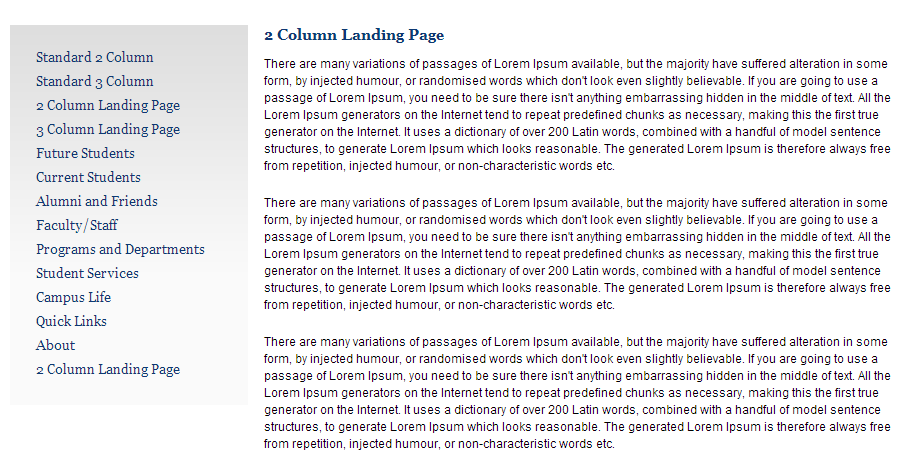 Standard 2 Column
Standard 3 Column
2 Column Landing Page
3 Column Landing Page
Future Students
Current Students
Alumni and Friends
Faculty/Staff
Programs and Departments
Student Services
Campus Life
Quick Links
About
2 Column Landing Page
2 Column Landing Page
There are many variations of passages of Lorem Ipsum available, but the majority have suffered alteration in some
form, by injected humour, or randomised words which don't look even slightly believable. If you are going to use a
passage of Lorem Ipsum, you need to be sure there isn't anything embarrassing hidden in the middle of text. All the
Lorem Ipsum generators on the Internet tend to repeat predefined chunks as necessary, making this the first true
generator on the Internet. It uses a dictionary of over 200 Latin words, combined with a handful of model sentence
structures, to generate Lorem Ipsum which looks reasonable. The generated Lorem Ipsum is therefore always free
from repetition, injected humour, or non-characteristic words etc.
There are many variations of passages of Lorem Ipsum available, but the majority have suffered alteration in some
form, by injected humour, or randomised words which don't look even slightly believable. If you are going to use a
passage of Lorem Ipsum, you need to be sure there isn't anything embarrassing hidden in the middle of text. All the
Lorem Ipsum generators on the Internet tend to repeat predefined chunks as necessary, making this the first true
generator on the Internet. It uses a dictionary of over 200 Latin words, combined with a handful of model sentence
structures, to generate Lorem Ipsum which looks reasonable. The generated Lorem Ipsum is therefore always free
from repetition, injected humour, or non-characteristic words etc.
There are many variations of passages of Lorem Ipsum available, but the majority have suffered alteration in some
form, by injected humour, or randomised words which don't look even slightly believable. If you are going to use a
passage of Lorem Ipsum, you need to be sure there isn't anything embarrassing hidden in the middle of text. All the
Lorem Ipsum generators on the Internet tend to repeat predefined chunks as necessary, making this the first true
generator on the Internet. It uses a dictionary of over 200 Latin words, combined with a handful of model sentence
structures, to generate Lorem Ipsum which looks reasonable. The generated Lorem Ipsum is therefore always free
from repetition, injected humour, or non-characteristic words etc.